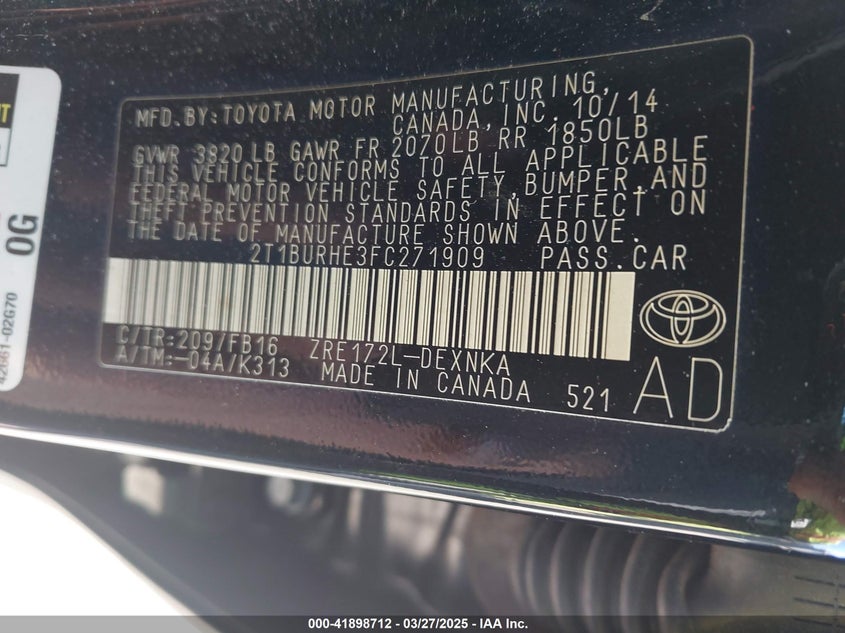 MFD.BY:TOYOTA MOTOR MANUFACTURING,
CANADA, INC. 10/14
GVWR 3820 LB GAWR FR 2070LB RR 1850LB
THIS VEHICLE CONFORMS TO ALL APPLICABLE
FEDERAL MOTOR VEHICLE SAFETY,BUMPER,AND
THEFT PREVENTION STANDARDS IN EFFECT ON
THE DATE OF MANUFACTURE SHOWN ABOVE.
2T1BURHE3FC271909 PASS.CAR
C/TR:209/FB16 ZRE172L-DEXNKA
A/TM:-04A/K313 MADE IN CANADA 521
AD
0G
42661-02G70
000-41898712 — 03/27/2025 — IAA Inc.